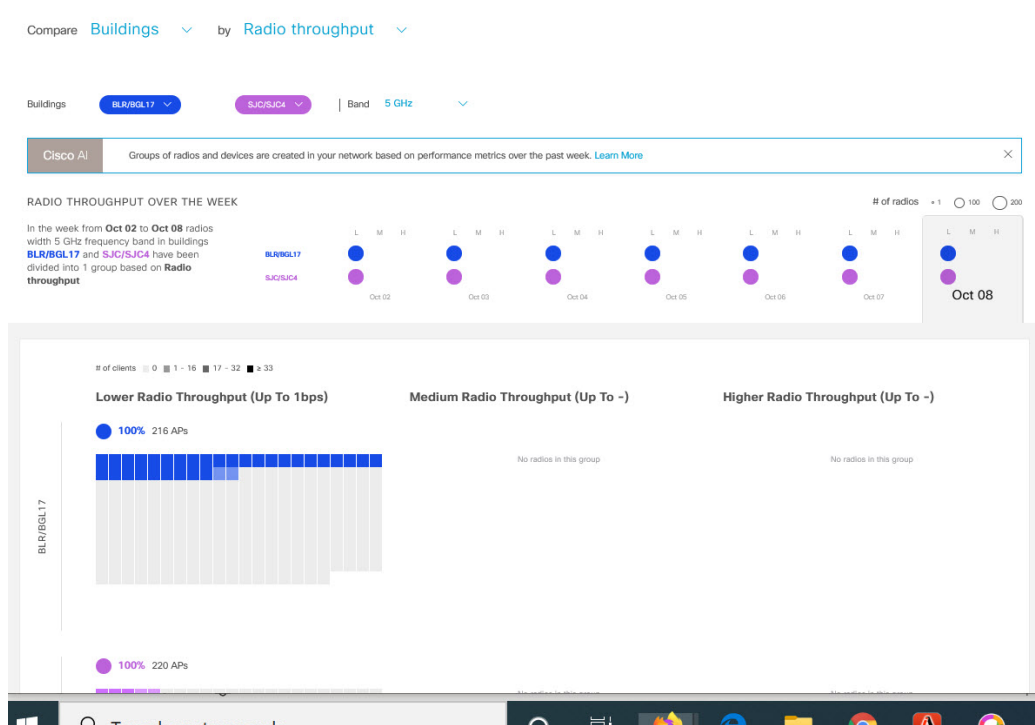 Compare Buildings by Radio throughput
Buildings BLR/BGL17 SJC/SJC4 Band 5 GHz
Cisco AI Groups of radios and devices are created in your network based on performance metrics over the past week. Learn More
RADIO THROUGHPUT OVER THE WEEK
# of radios 1 100 200
In the week from Oct 02 to Oct 08 radios
width 5 GHz frequency band in buildings
BLR/BGL17 and SJC/SJC4 have been
divided into 1 group based on Radio
throughput
L M H L M H L M H L M H L M H L M H L M H
BLR/BGL17
SJC/SJC4
Oct 02 Oct 03 Oct 04 Oct 05 Oct 06 Oct 07 Oct 08
# of clients 0 1 - 16 17 - 32 ≥ 33
Lower Radio Throughput (Up To 1bps) Medium Radio Throughput (Up To -) Higher Radio Throughput (Up To -)
100% 216 APs
No radios in this group No radios in this group
BLR/BGL17
100% 220 APs